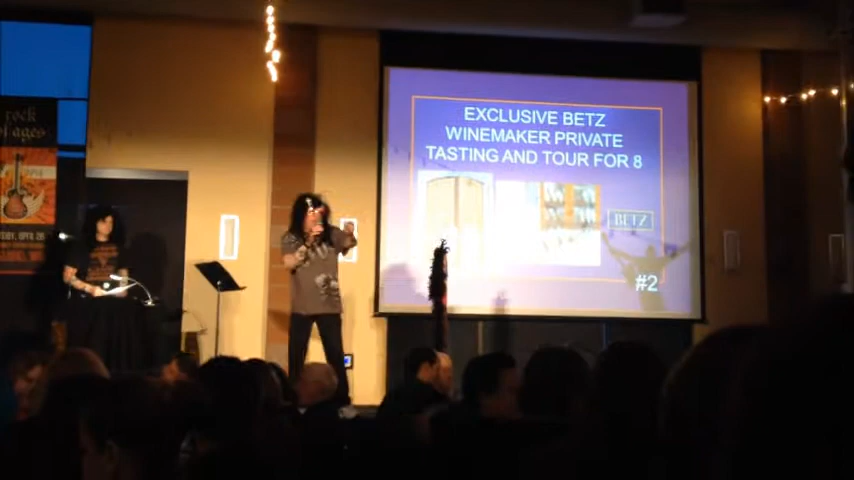 rock
of ages
EXCLUSIVE BETZ
WINEMAKER PRIVATE
TASTING AND TOUR FOR 8
BETZ
#2